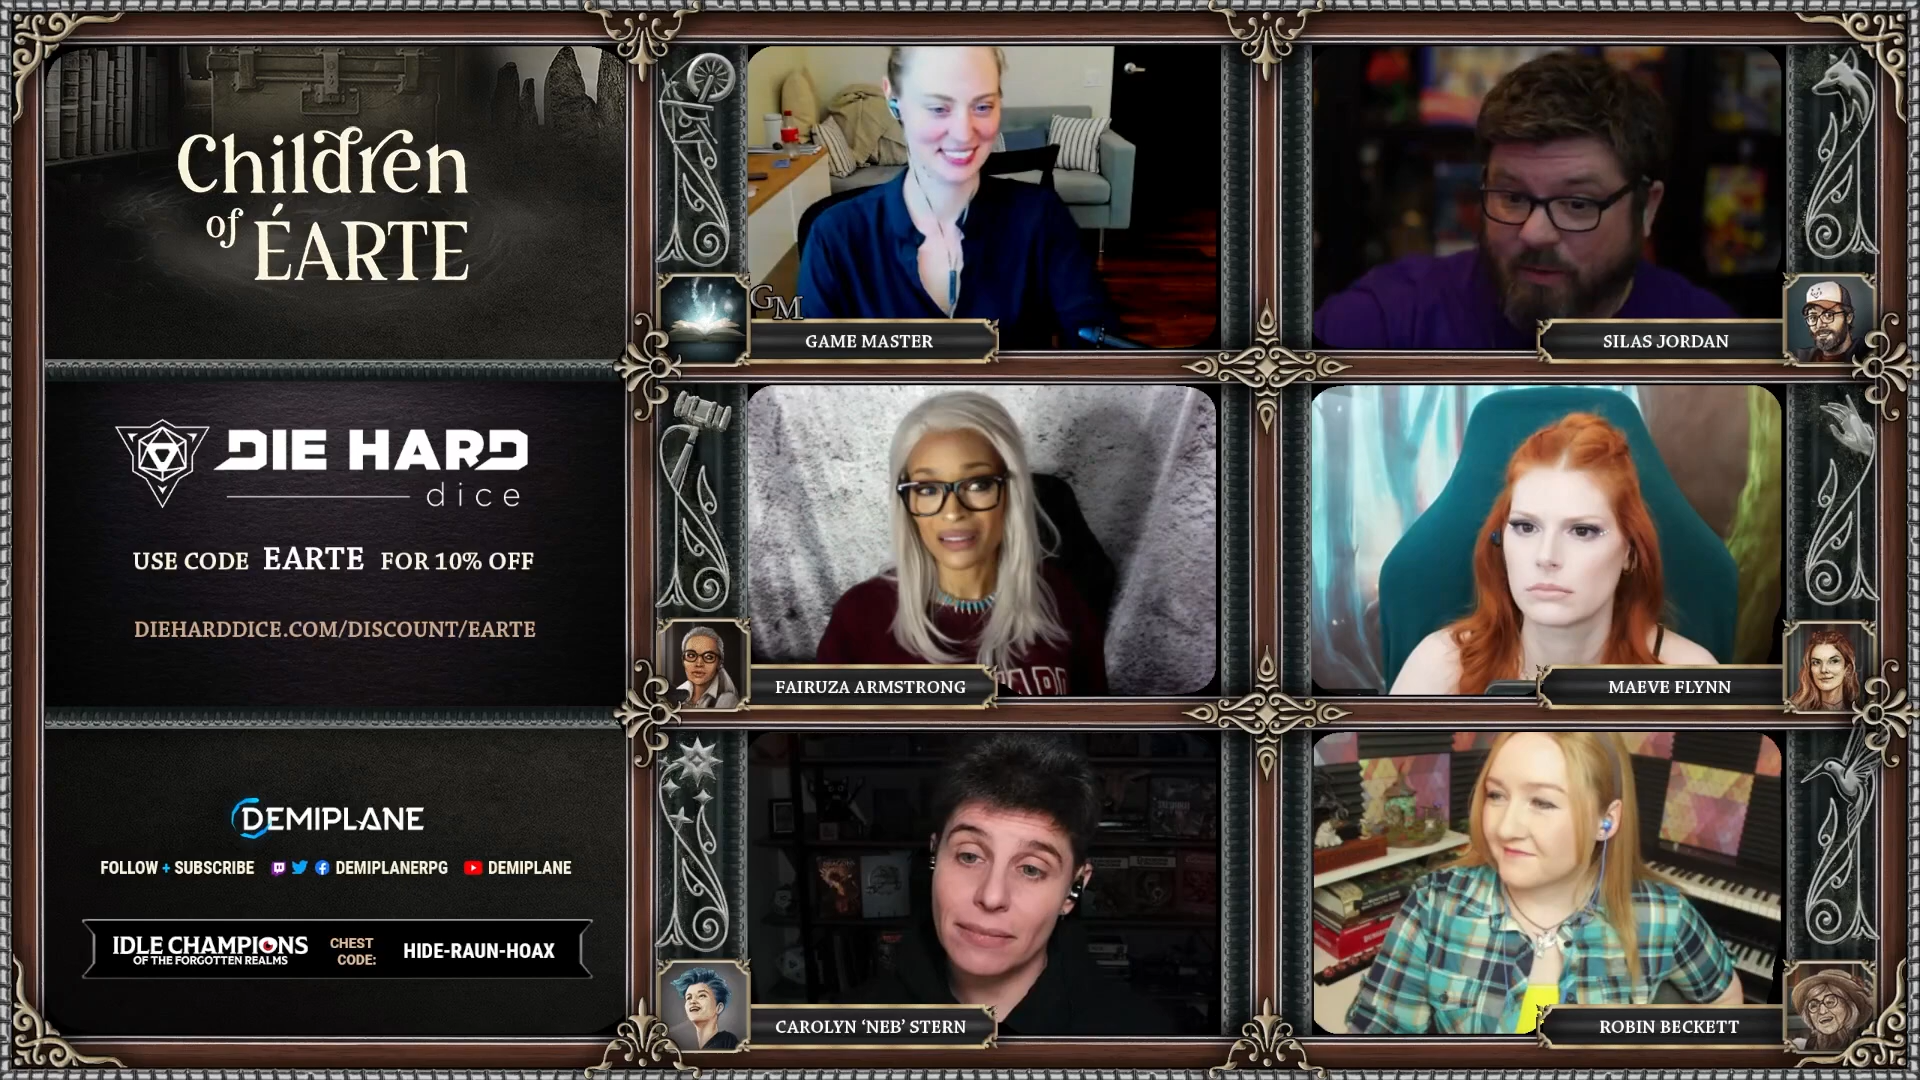 Children
of ÉARTE
DIE HARD
dice
USE CODE EARTE FOR 10% OFF
DIEHARDDICE.COM/DISCOUNT/EARTE
DEMIPLANE
FOLLOW + SUBSCRIBE DEMIPLANERPG DEMIPLANE
IDLE CHAMPIONS
OF THE FORGOTTEN REALMS
CHEST
CODE:
HIDE-RAUN-HOAX
GM
GAME MASTER
SILAS JORDAN
FAIRUZA ARMSTRONG
MAEVE FLYNN
CAROLYN ‘NEB’ STERN
ROBIN BECKETT